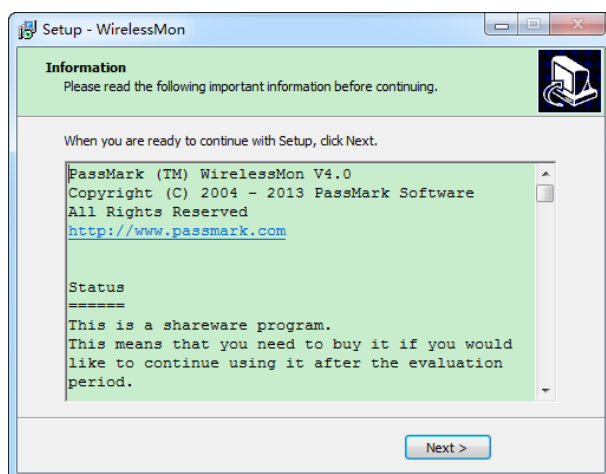 Setup - WirelessMon
Information
Please read the following important information before continuing.
When you are ready to continue with Setup, click Next.
PassMark (TM) WirelessMon V4.0
Copyright (C) 2004 - 2013 PassMark Software
All Rights Reserved
http://www.passmark.com
Status
======
This is a shareware program.
This means that you need to buy it if you would
like to continue using it after the evaluation
period.
Next >